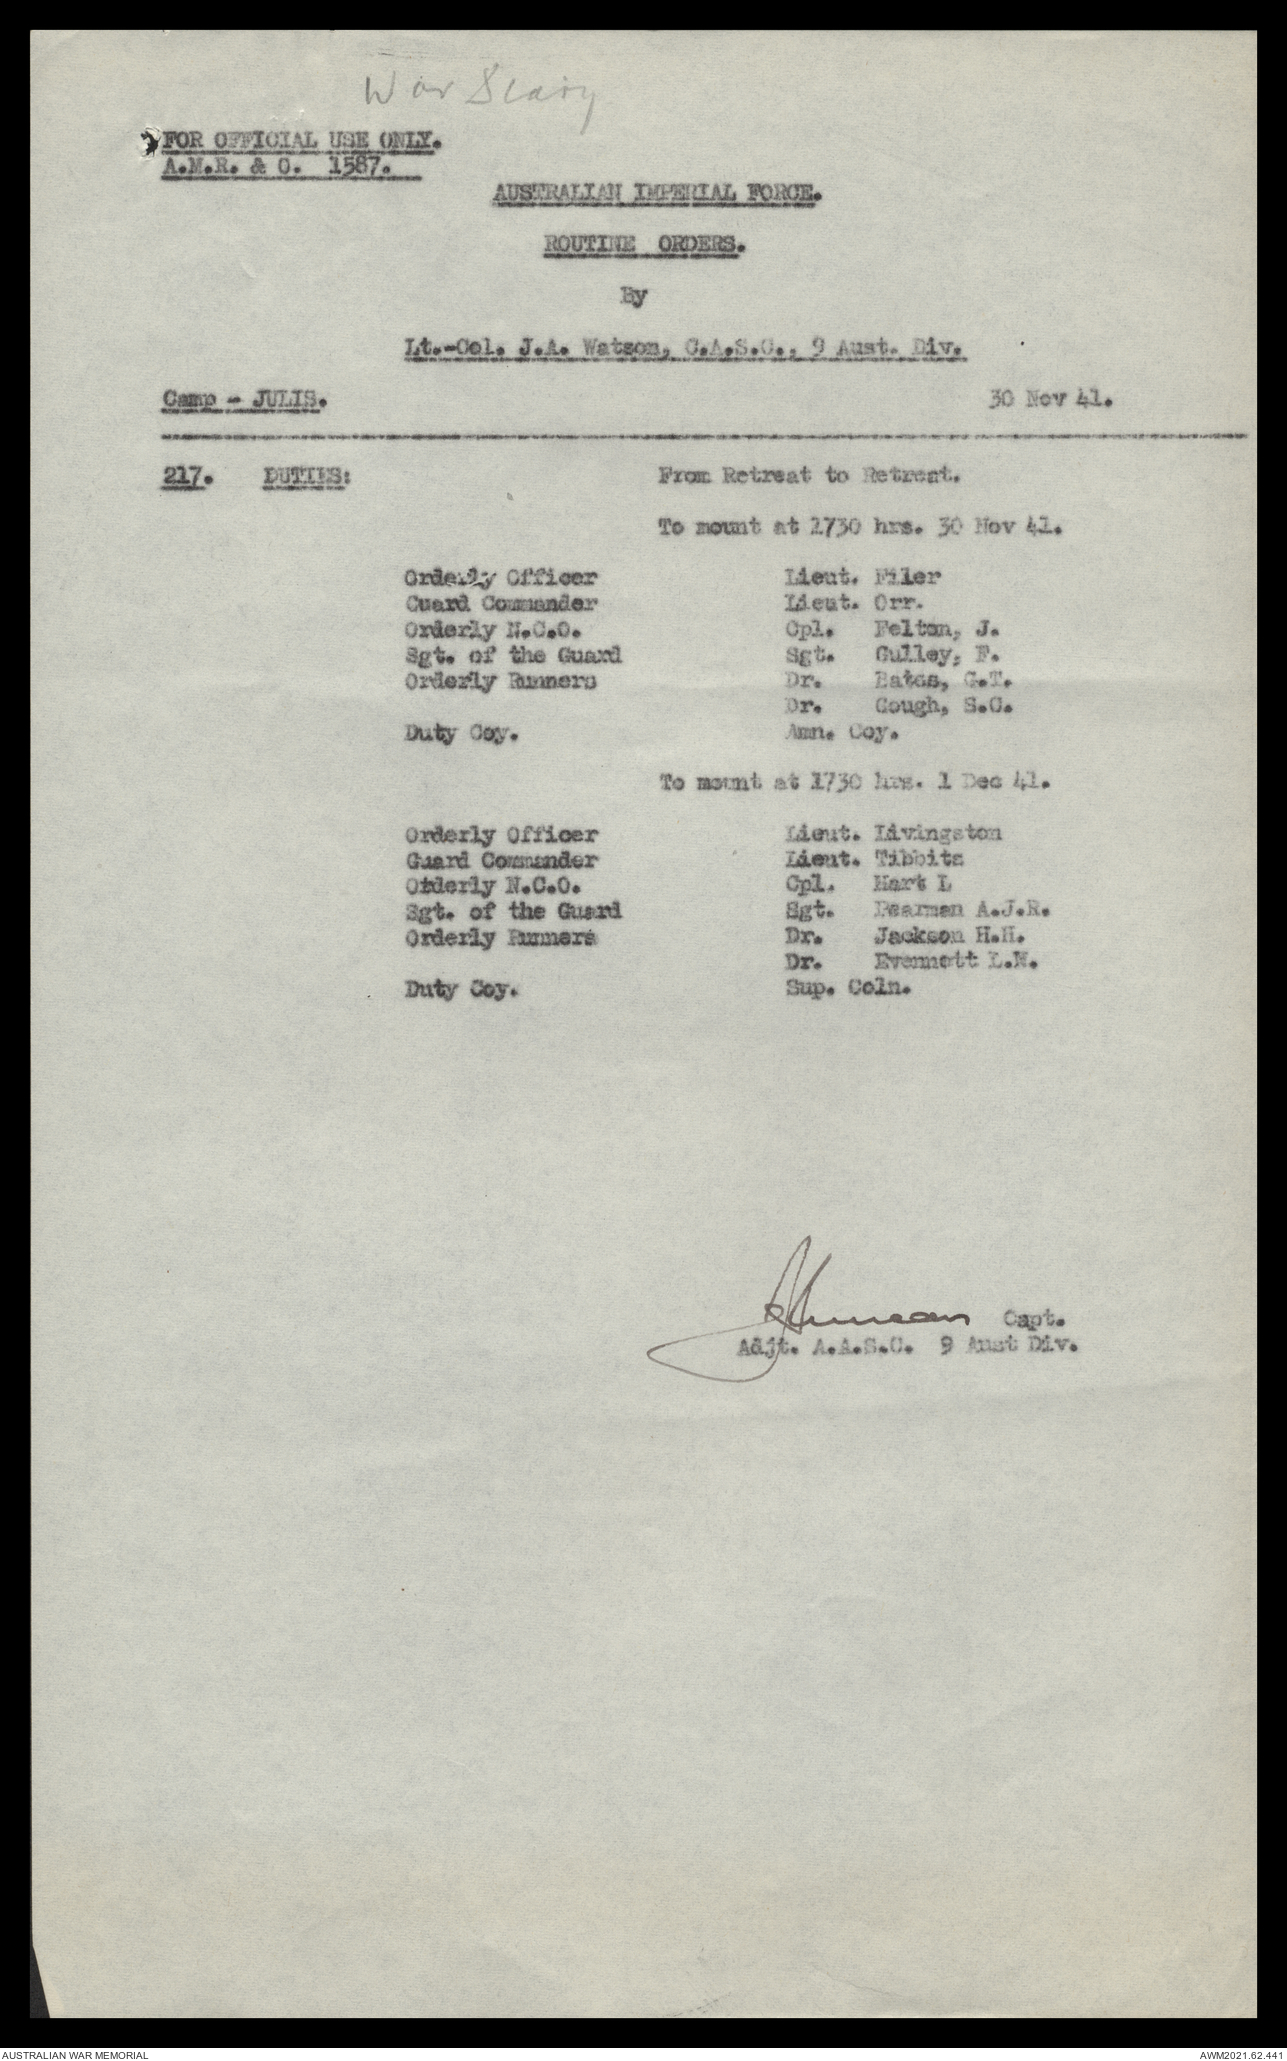 War Diary
FOR OFFICIAL USE ONLY.
A.M.R. & O. 1587.
AUSTRALIAN IMPERIAL FORCE.
ROUTINE ORDERS.
By
Lt.-Col. J.A. Watson, C.A.S.C., 9 Aust. Div.
Camp - JULIS. 30 Nov 41.
217. DUTIES: From Retreat to Retreat.
To mount at 1730 hrs. 30 Nov 41.
Orderly Officer Lieut. Filer
Guard Commander Lieut. Orr.
Orderly N.C.O. Cpl. Felton, J.
Sgt. of the Guard Sgt. Gulley, F.
Orderly Runners Dr. Bates, G.T.
Dr. Gough, S.C.
Duty Coy. Amn. Coy.
To mount at 1730 hrs. 1 Dec 41.
Orderly Officer Lieut. Livingston
Guard Commander Lieut. Tibbits
Orderly N.C.O. Cpl. Hart L
Sgt. of the Guard Sgt. Pearman A.J.R.
Orderly Runners Dr. Jackson H.H.
Dr. Evennett L.N.
Duty Coy. Sup. Coln.
Capt.
Adjt. A.A.S.C. 9 Aust Div.
AUSTRALIAN WAR MEMORIAL AWM2021.62.441